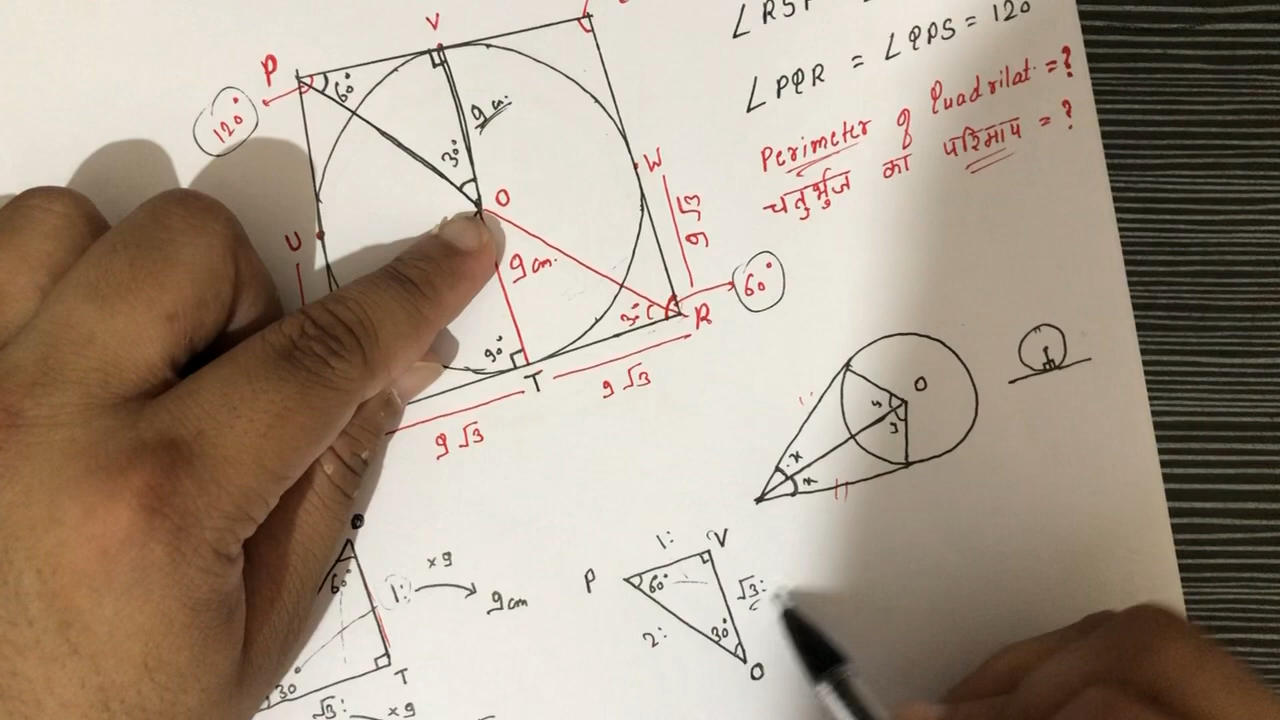 ∠RSP =
∠PQR = ∠QPS = 120
Perimeter of Quadrilat. = ?
चतुर्भुज का परिमाप = ?
V
P
60°
120°
9 cm.
30°
W
O
U
9√3
9 cm.
60°
30°
R
90°
T
9√3
9√3
O
y
y
x
x
60°
1:
×9
9 cm
T
30
√3:
×9
1:
V
P
60°
√3:
2:
30°
O